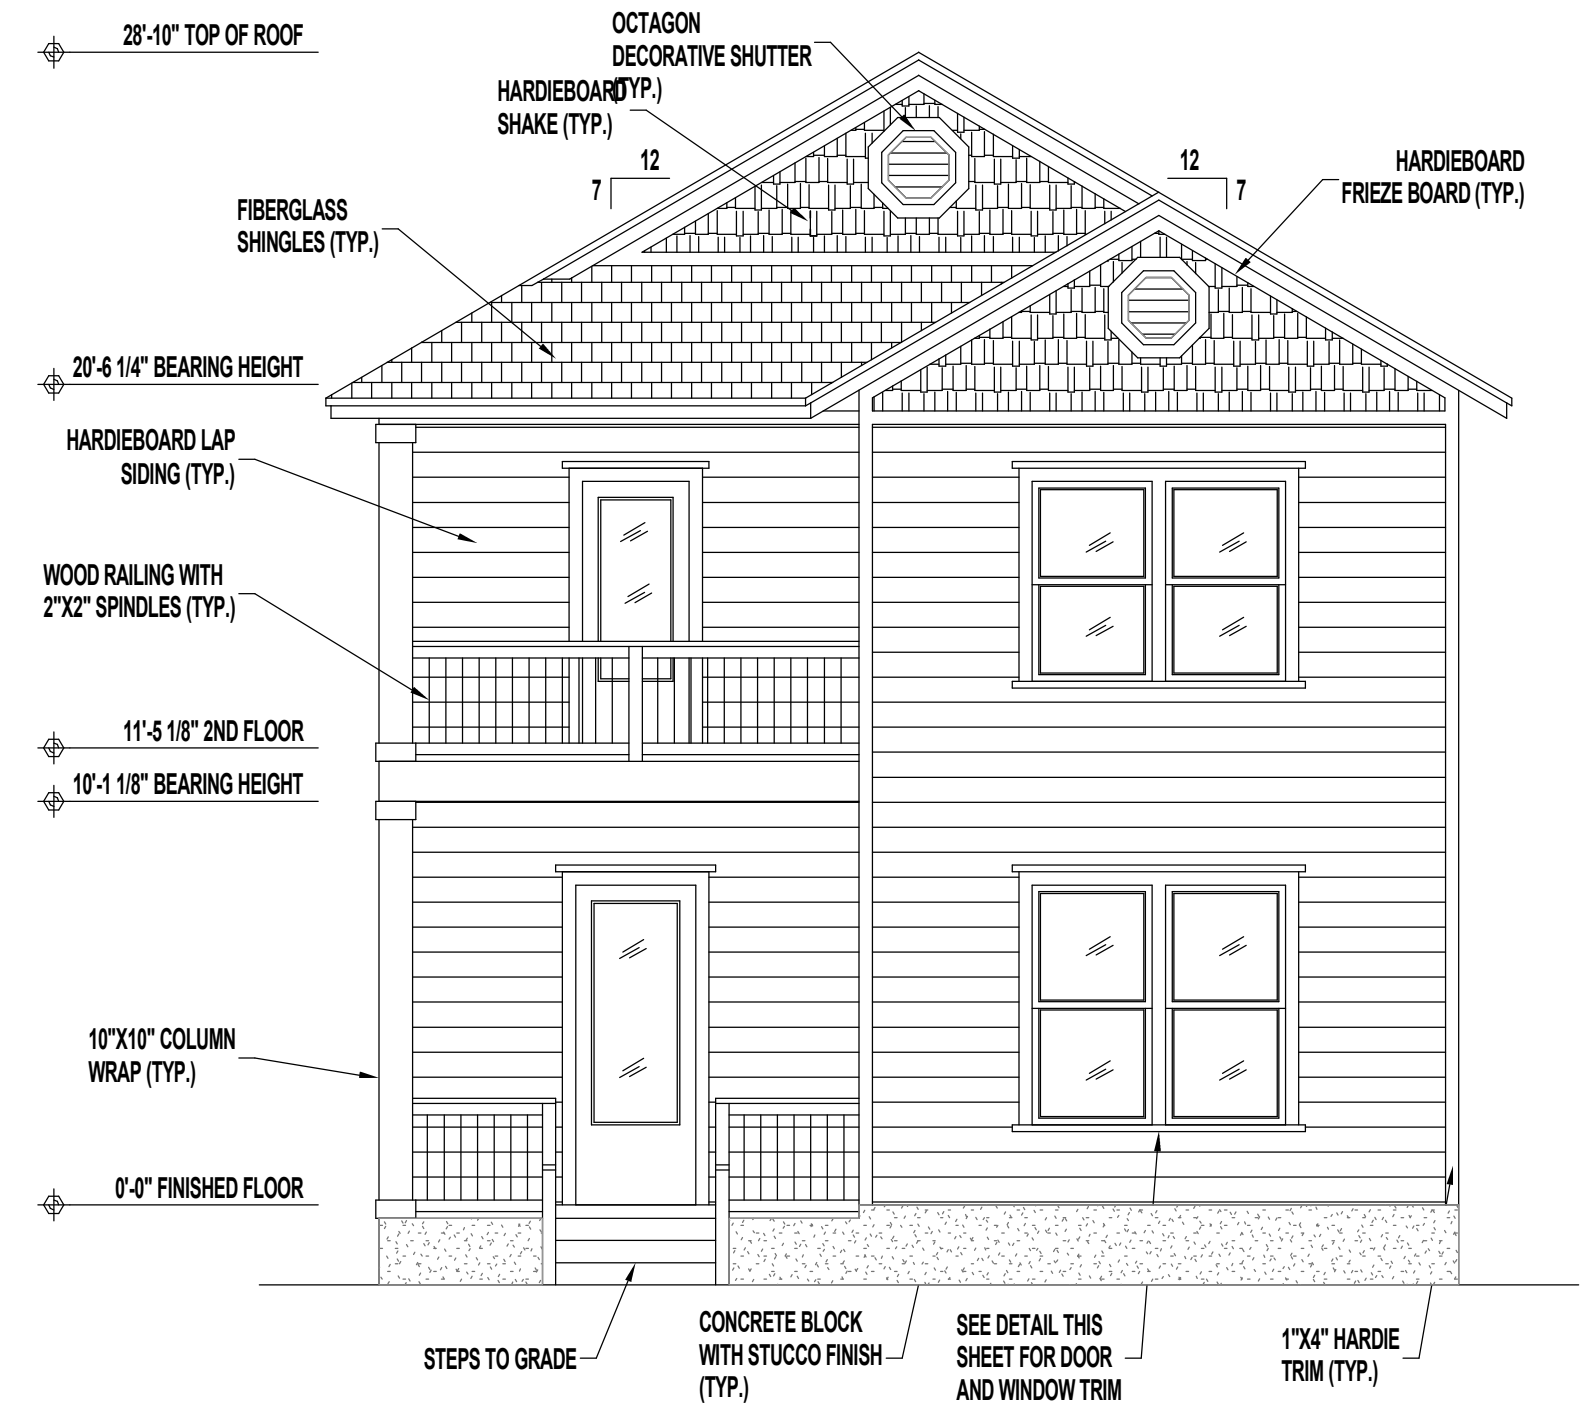 28'-10" TOP OF ROOF
OCTAGON
DECORATIVE SHUTTER
(TYP.)
HARDIEBOARD
SHAKE (TYP.)
12
7
12
7
HARDIEBOARD
FRIEZE BOARD (TYP.)
FIBERGLASS
SHINGLES (TYP.)
20'-6 1/4" BEARING HEIGHT
HARDIEBOARD LAP
SIDING (TYP.)
WOOD RAILING WITH
2"X2" SPINDLES (TYP.)
11'-5 1/8" 2ND FLOOR
10'-1 1/8" BEARING HEIGHT
10"X10" COLUMN
WRAP (TYP.)
0'-0" FINISHED FLOOR
STEPS TO GRADE
CONCRETE BLOCK
WITH STUCCO FINISH
(TYP.)
SEE DETAIL THIS
SHEET FOR DOOR
AND WINDOW TRIM
1"X4" HARDIE
TRIM (TYP.)